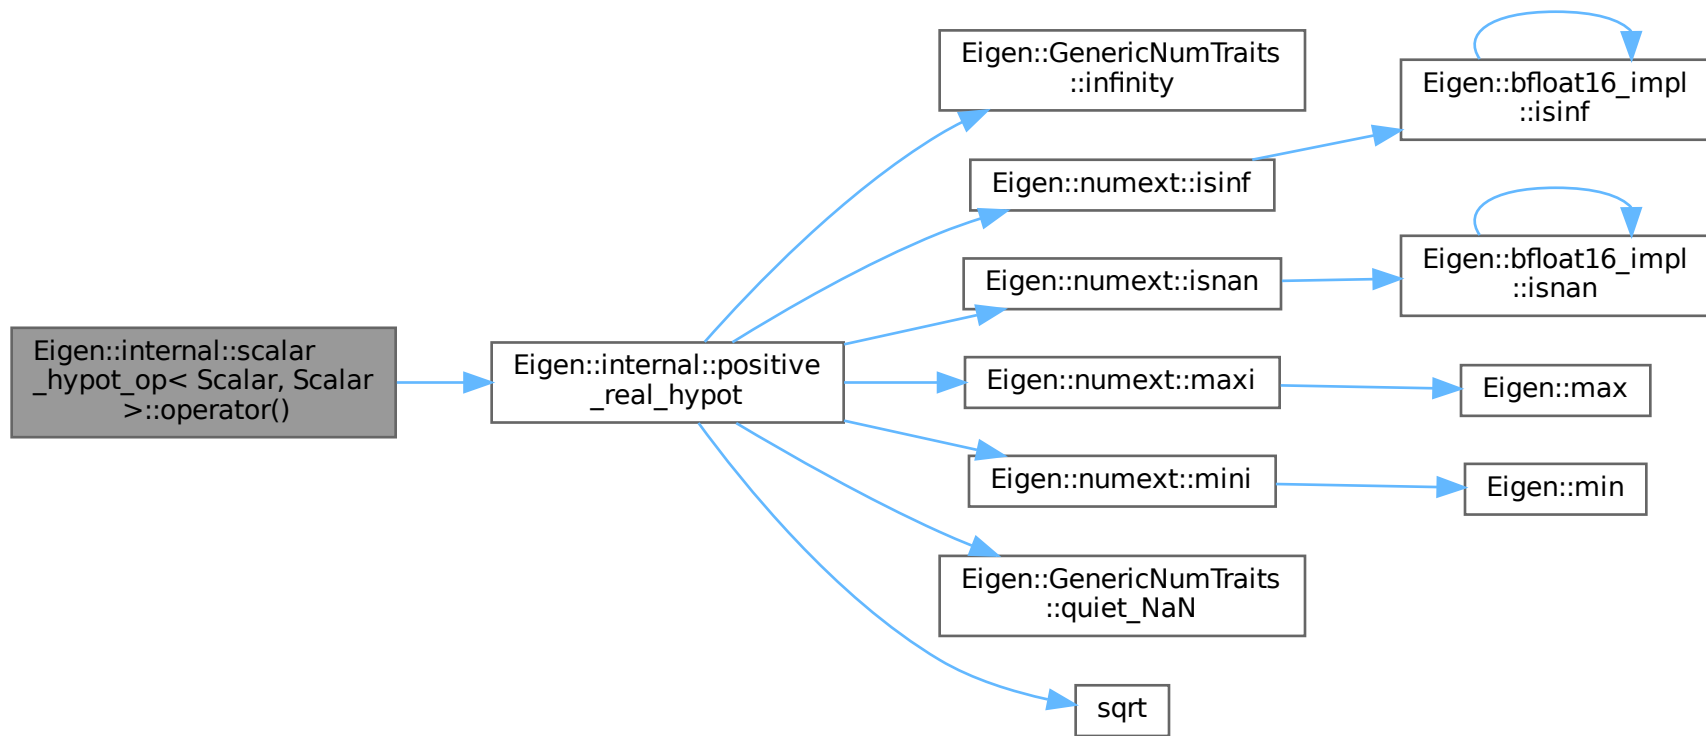 Eigen::internal::scalar
_hypot_op< Scalar, Scalar
>::operator()
Eigen::internal::positive
_real_hypot
Eigen::GenericNumTraits
::infinity
Eigen::numext::isinf
Eigen::bfloat16_impl
::isinf
Eigen::numext::isnan
Eigen::bfloat16_impl
::isnan
Eigen::numext::maxi
Eigen::max
Eigen::numext::mini
Eigen::min
Eigen::GenericNumTraits
::quiet_NaN
sqrt